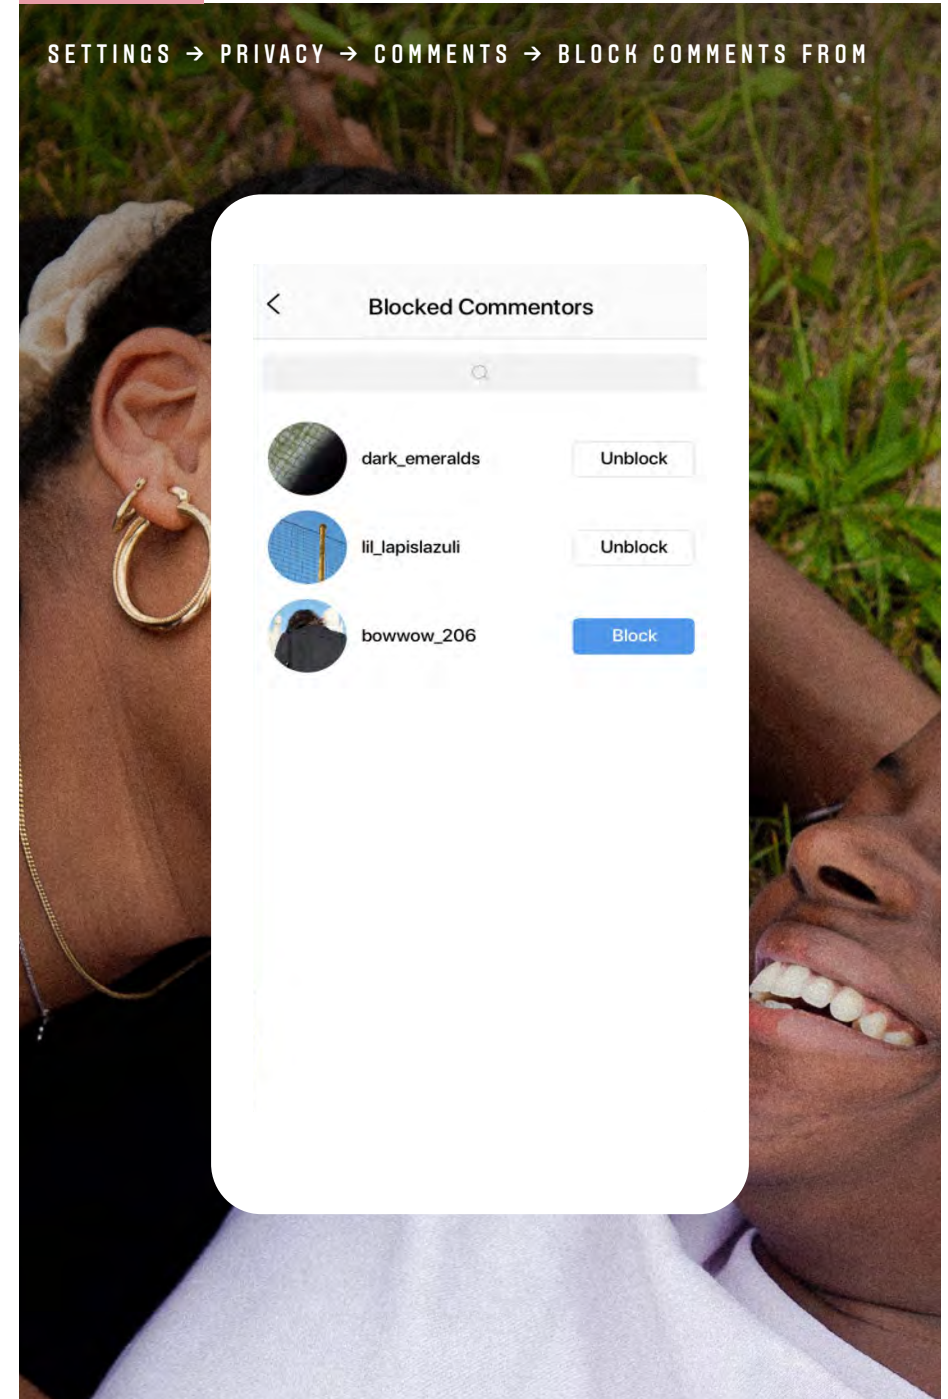 SETTINGS → PRIVACY → COMMENTS → BLOCK COMMENTS FROM
Blocked Commentors
dark_emeralds Unblock
lil_lapislazuli Unblock
bowwow_206 Block